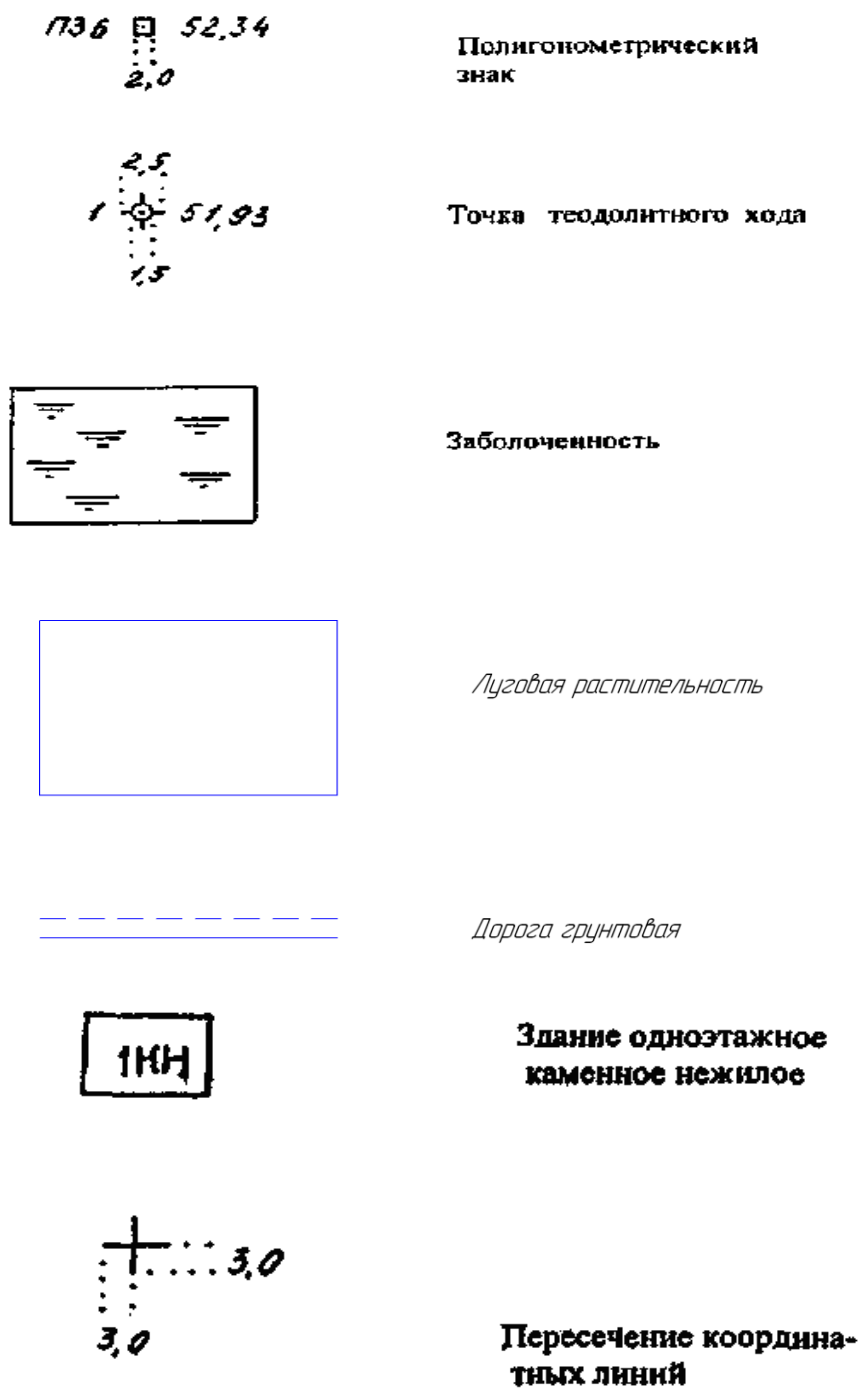 ПЗ6 52,34
2,0
Полигонометрический
знак
2,5
1 51,93
1,5
Точка теодолитного хода
Заболоченность
Луговая растительность
Дорога грунтовая
1КН
Здание одноэтажное
каменное нежилое
3,0
3,0
Пересечение координа-
тных линий